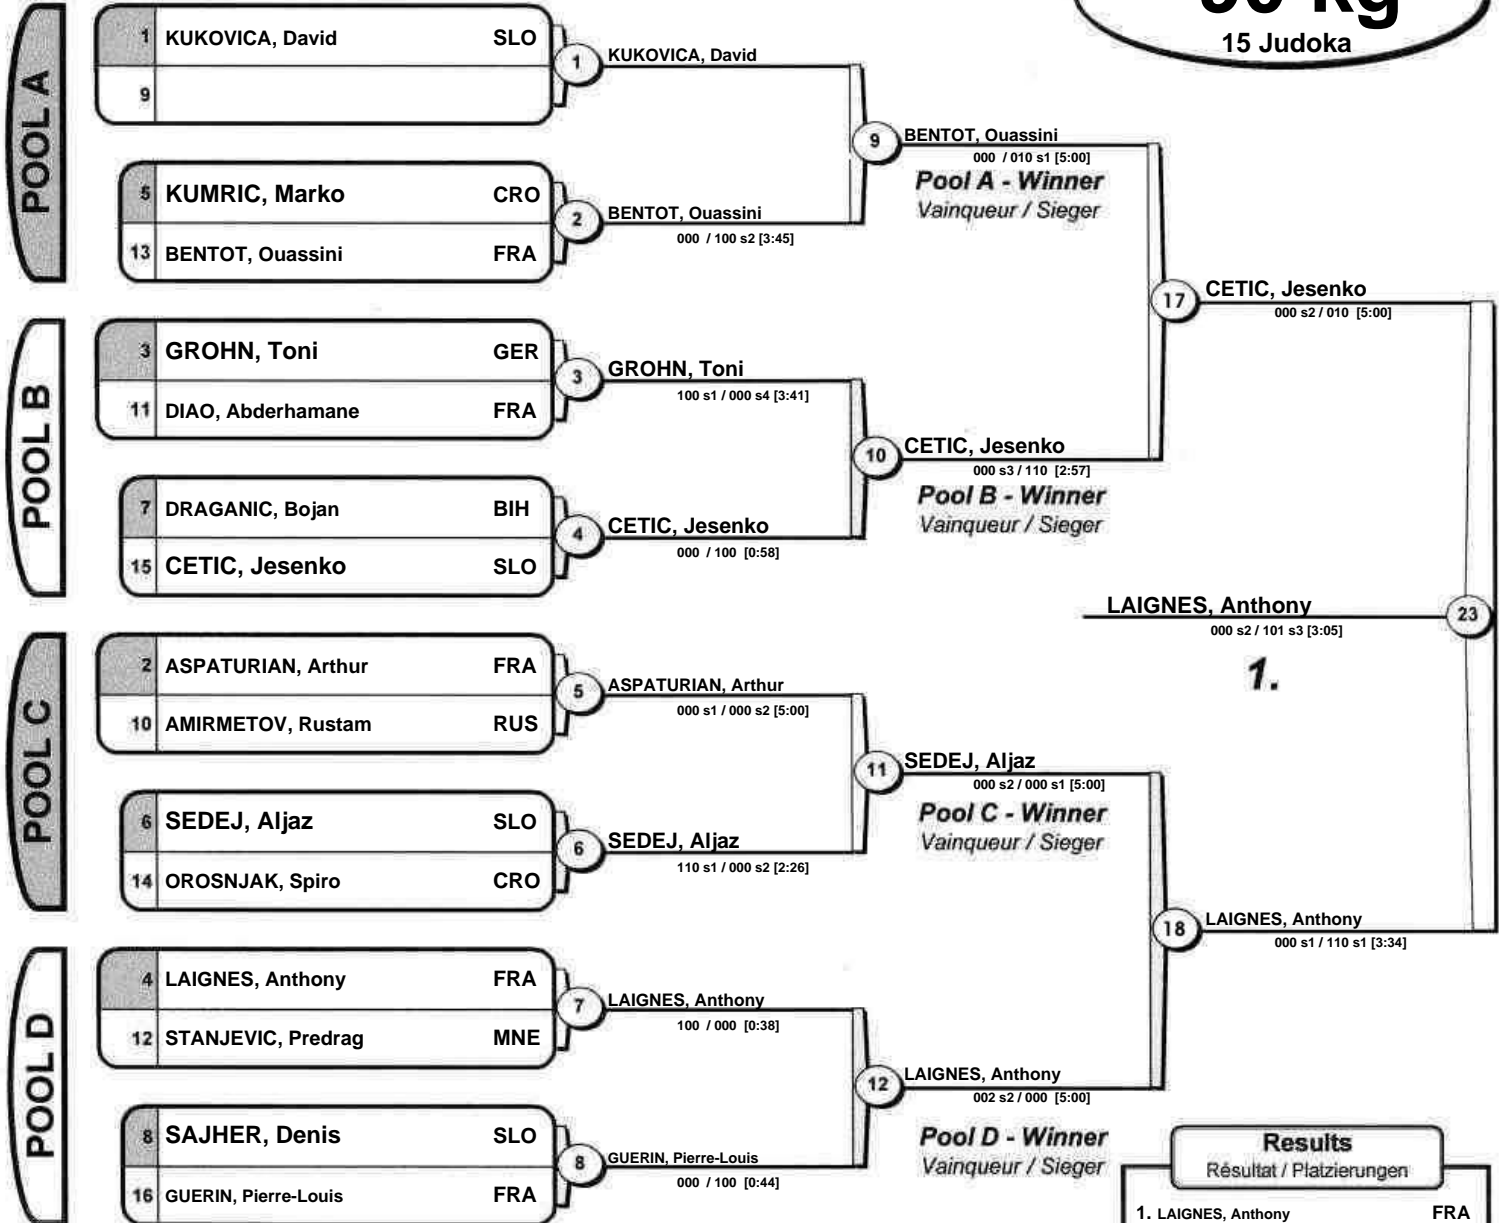 kg
15 Judoka
POOL A
1 KUKOVICA, David SLO
9
5 KUMRIC, Marko CRO
13 BENTOT, Ouassini FRA
1 KUKOVICA, David
2 BENTOT, Ouassini
000 / 100 s2 [3:45]
9 BENTOT, Ouassini
000 / 010 s1 [5:00]
Pool A - Winner
Vainqueur / Sieger
POOL B
3 GROHN, Toni GER
11 DIAO, Abderhamane FRA
7 DRAGANIC, Bojan BIH
15 CETIC, Jesenko SLO
3 GROHN, Toni
100 s1 / 000 s4 [3:41]
4 CETIC, Jesenko
000 / 100 [0:58]
10 CETIC, Jesenko
000 s3 / 110 [2:57]
Pool B - Winner
Vainqueur / Sieger
17 CETIC, Jesenko
000 s2 / 010 [5:00]
LAIGNES, Anthony 23
000 s2 / 101 s3 [3:05]
1.
POOL C
2 ASPATURIAN, Arthur FRA
10 AMIRMETOV, Rustam RUS
6 SEDEJ, Aljaz SLO
14 OROSNJAK, Spiro CRO
5 ASPATURIAN, Arthur
000 s1 / 000 s2 [5:00]
6 SEDEJ, Aljaz
110 s1 / 000 s2 [2:26]
11 SEDEJ, Aljaz
000 s2 / 000 s1 [5:00]
Pool C - Winner
Vainqueur / Sieger
18 LAIGNES, Anthony
000 s1 / 110 s1 [3:34]
POOL D
4 LAIGNES, Anthony FRA
12 STANJEVIC, Predrag MNE
8 SAJHER, Denis SLO
16 GUERIN, Pierre-Louis FRA
7 LAIGNES, Anthony
100 / 000 [0:38]
8 GUERIN, Pierre-Louis
000 / 100 [0:44]
12 LAIGNES, Anthony
002 s2 / 000 [5:00]
Pool D - Winner
Vainqueur / Sieger
Results
Résultat / Platzierungen
1. LAIGNES, Anthony FRA